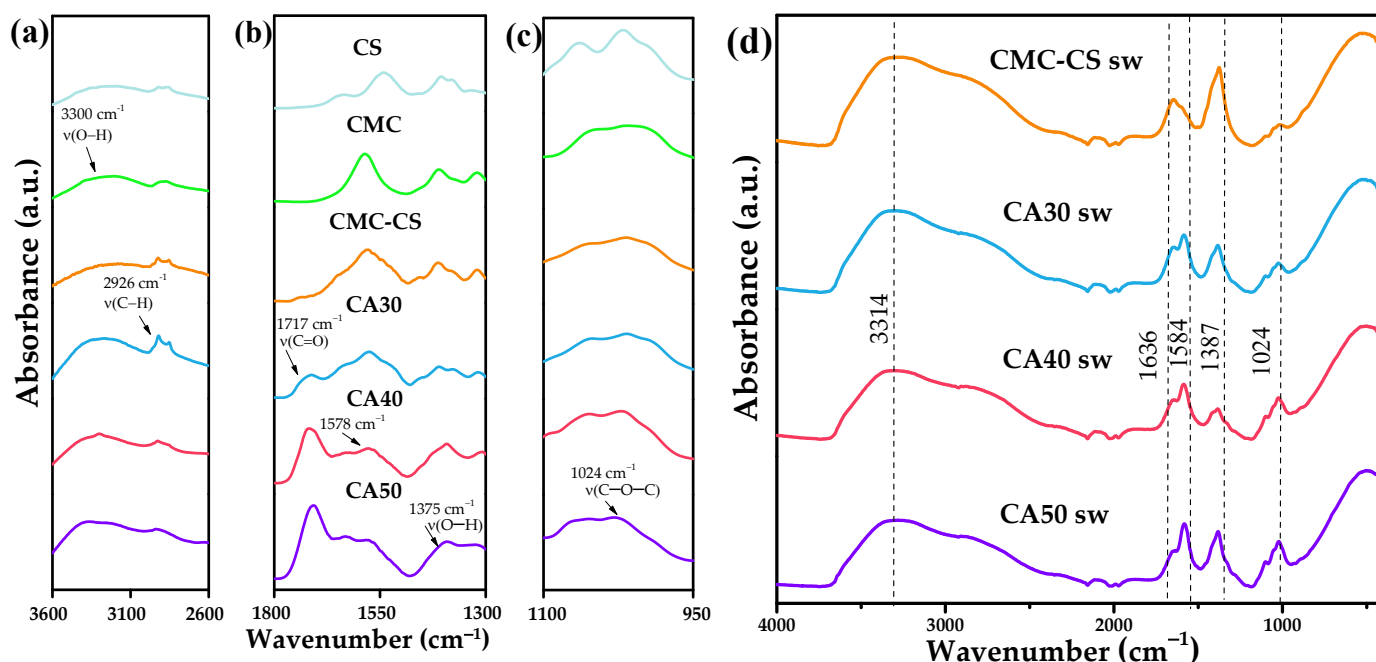 (a)
(b)
(c)
(d)
Absorbance (a.u.)
3300 cm⁻¹
ν(O−H)
2926 cm⁻¹
ν(C−H)
3600
3100
2600
CS
CMC
CMC-CS
CA30
1717 cm⁻¹
ν(C=O)
CA40
1578 cm⁻¹
CA50
1375 cm⁻¹
ν(O−H)
1800
1550
1300
Wavenumber (cm⁻¹)
1024 cm⁻¹
ν(C−O−C)
1100
950
Absorbance (a.u.)
CMC-CS sw
CA30 sw
CA40 sw
CA50 sw
3314
1636
1584
1387
1024
4000
3000
2000
1000
Wavenumber (cm⁻¹)